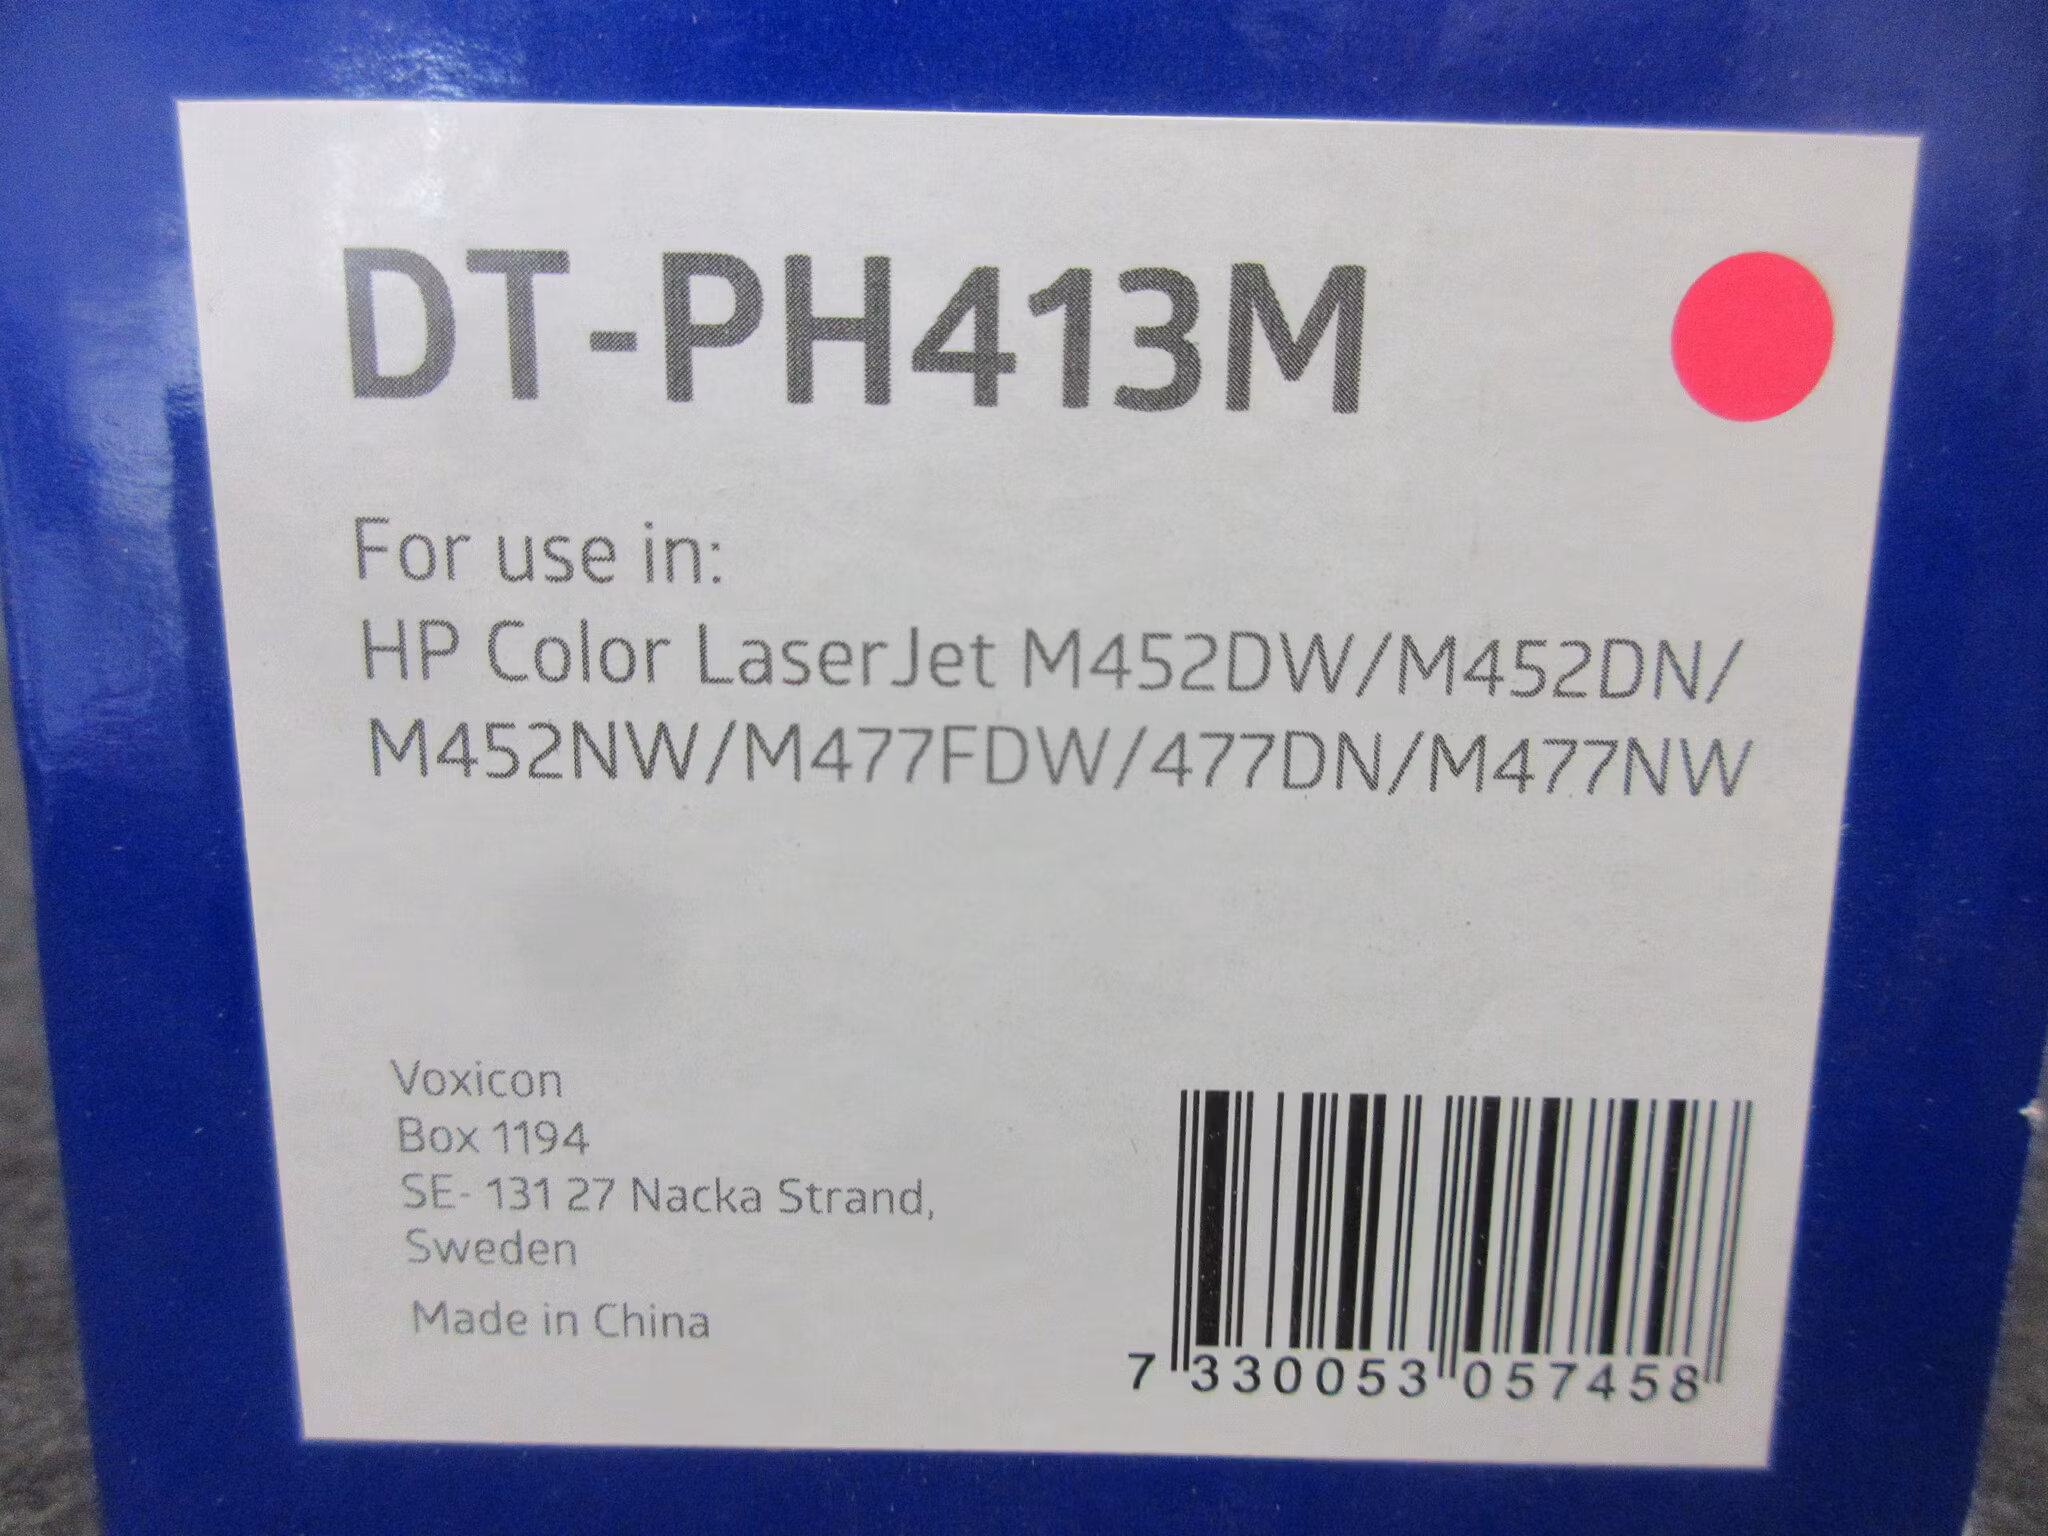 DT-PH413M
For use in:
HP Color LaserJet M452DW/M452DN/
M452NW/M477FDW/477DN/M477NW
Voxicon
Box 1194
SE- 131 27 Nacka Strand,
Sweden
Made in China
7 330053 057458